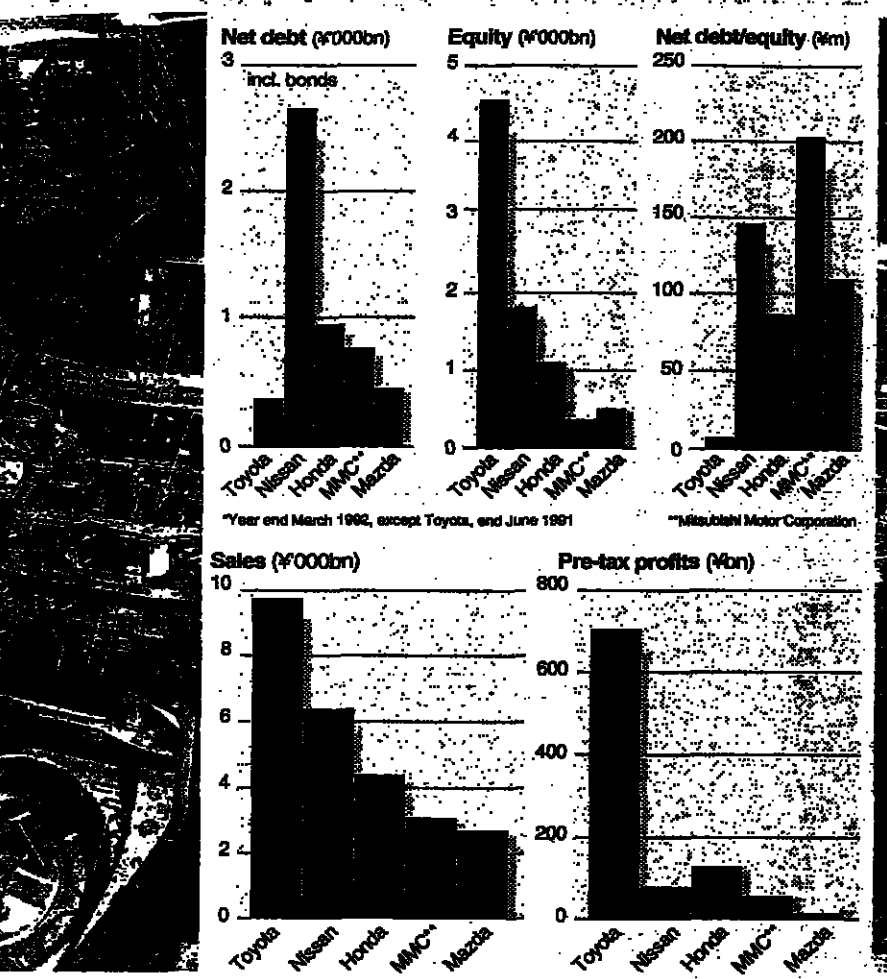 Net debt (¥000bn)
3
incl. bonds
2
1
0
Toyota
Nissan
Honda
MMC**
Mazda
Equity (¥000bn)
5
4
3
2
1
0
Toyota
Nissan
Honda
MMC**
Mazda
Net debt/equity (¥m)
250
200
150
100
50
0
Toyota
Nissan
Honda
MMC**
Mazda
*Year end March 1992, except Toyota, end June 1991
**Mitsubishi Motor Corporation
Sales (¥000bn)
10
8
6
4
2
0
Toyota
Nissan
Honda
MMC**
Mazda
Pre-tax profits (¥bn)
800
600
400
200
0
Toyota
Nissan
Honda
MMC**
Mazda